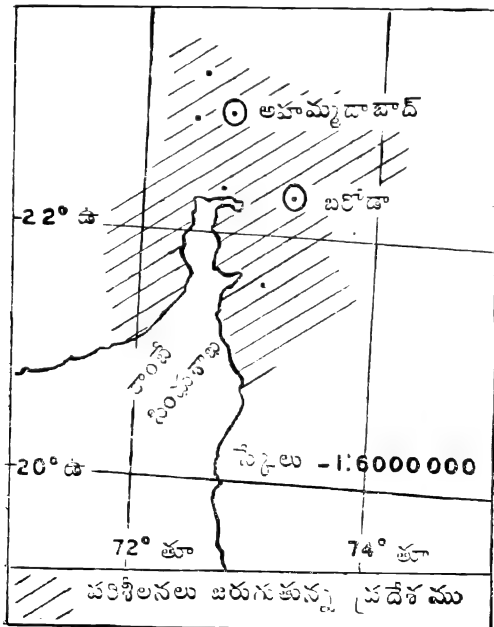 అహమ్మదాబాద్
బరోడా
22° ఉ
కాంబే
సింధుశాఖ
20° ఉ
స్కేలు -1:6000000
72° తూ
74° తూ
పరిశీలనలు జరుగుతున్న ప్రదేశము